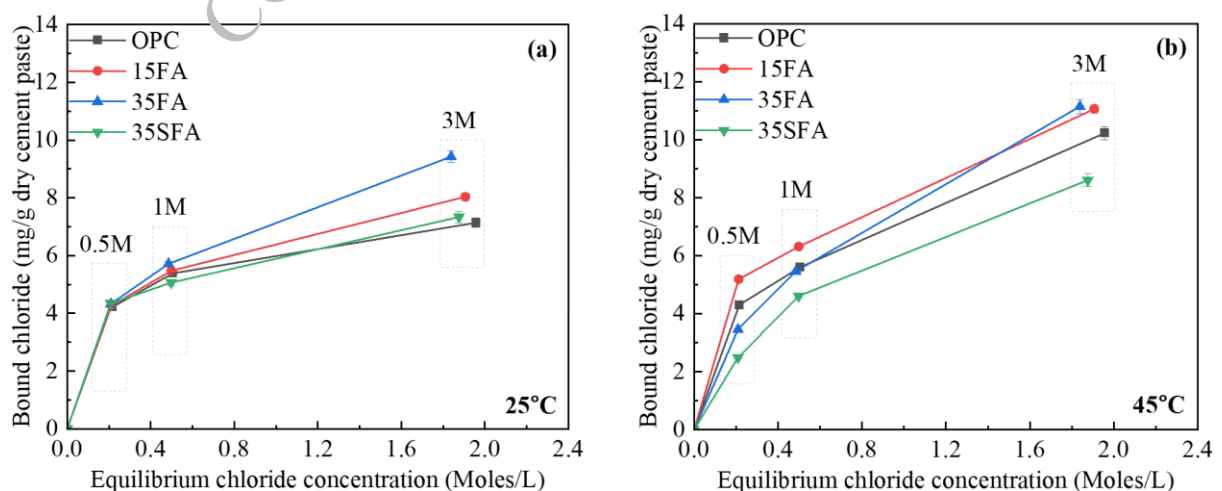 OPC
15FA
35FA
35SFA
(a)
0.5M
1M
3M
25°C
0
2
4
6
8
10
12
14
0.0
0.4
0.8
1.2
1.6
2.0
2.4
Bound chloride (mg/g dry cement paste)
Equilibrium chloride concentration (Moles/L)
OPC
15FA
35FA
35SFA
(b)
0.5M
1M
3M
45°C
0
2
4
6
8
10
12
14
0.0
0.4
0.8
1.2
1.6
2.0
2.4
Bound chloride (mg/g dry cement paste)
Equilibrium chloride concentration (Moles/L)